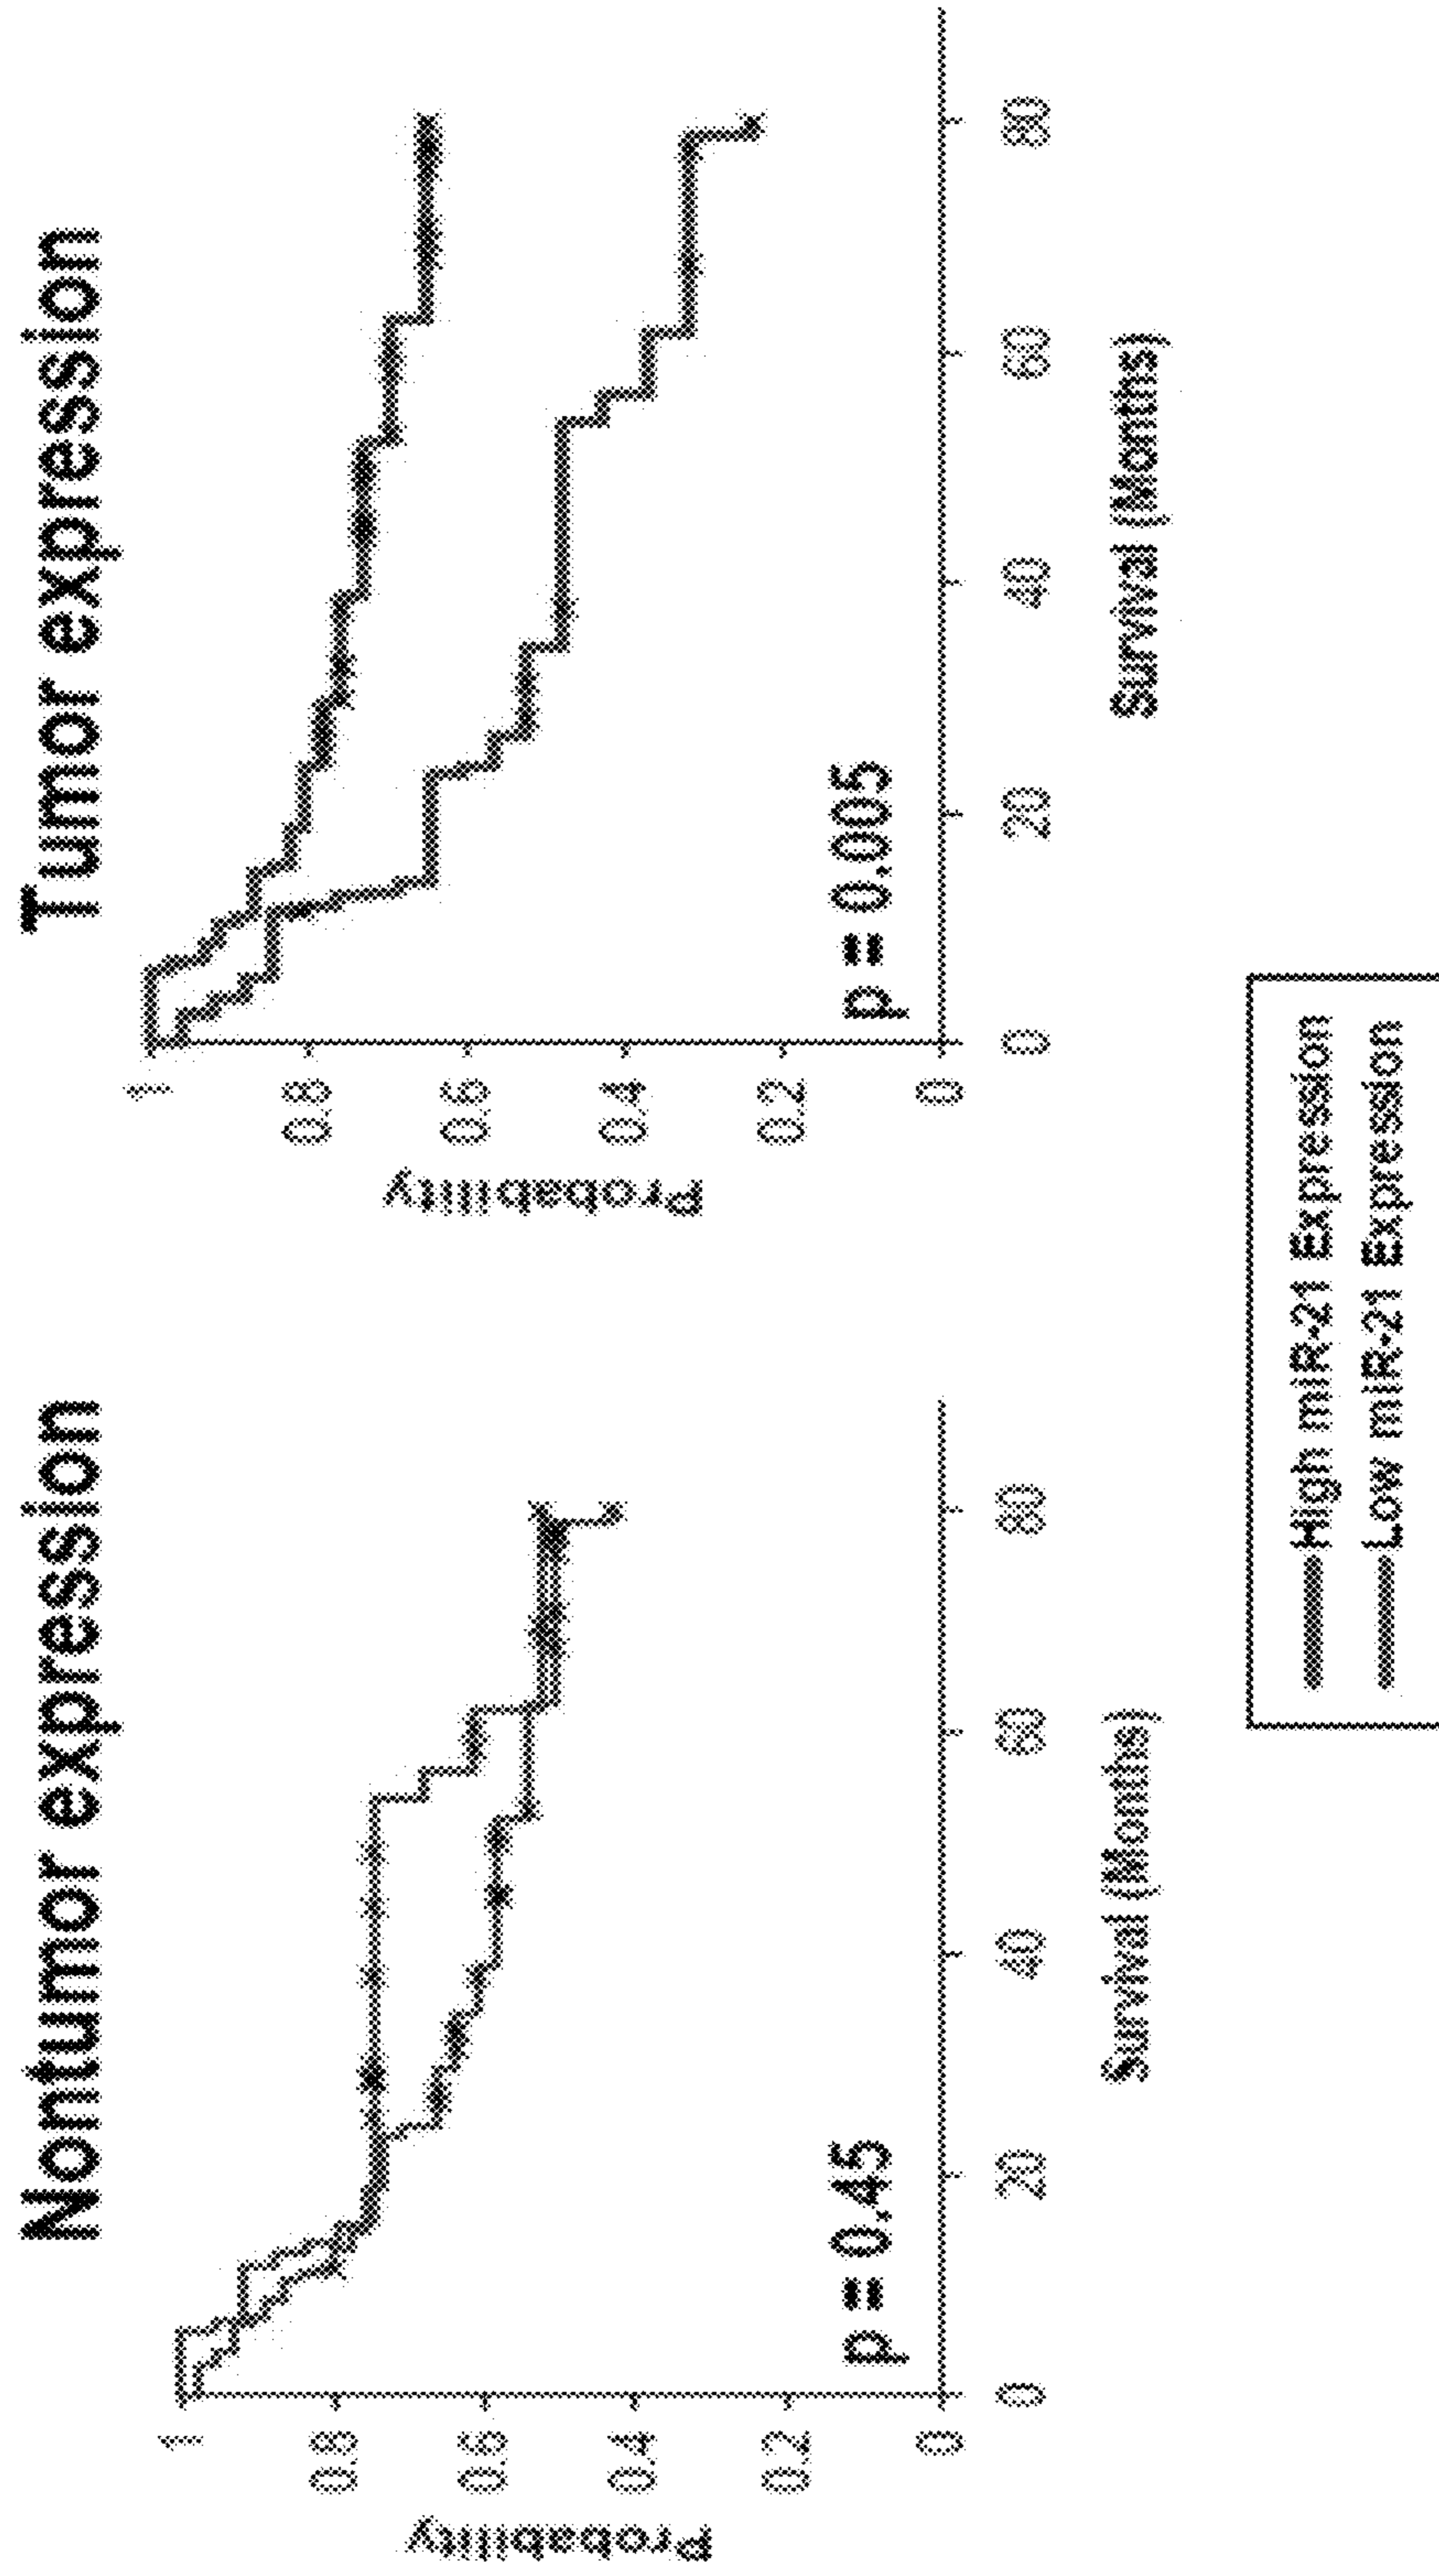 Nontumor expression
Probability
1
0.8
0.6
0.4
0.2
0
p = 0.45
0 20 40 60 80
Survival (Months)
Tumor expression
Probability
1
0.8
0.6
0.4
0.2
0
p = 0.005
0 20 40 60 80
Survival (Months)
High miR-21 Expression
Low miR-21 Expression